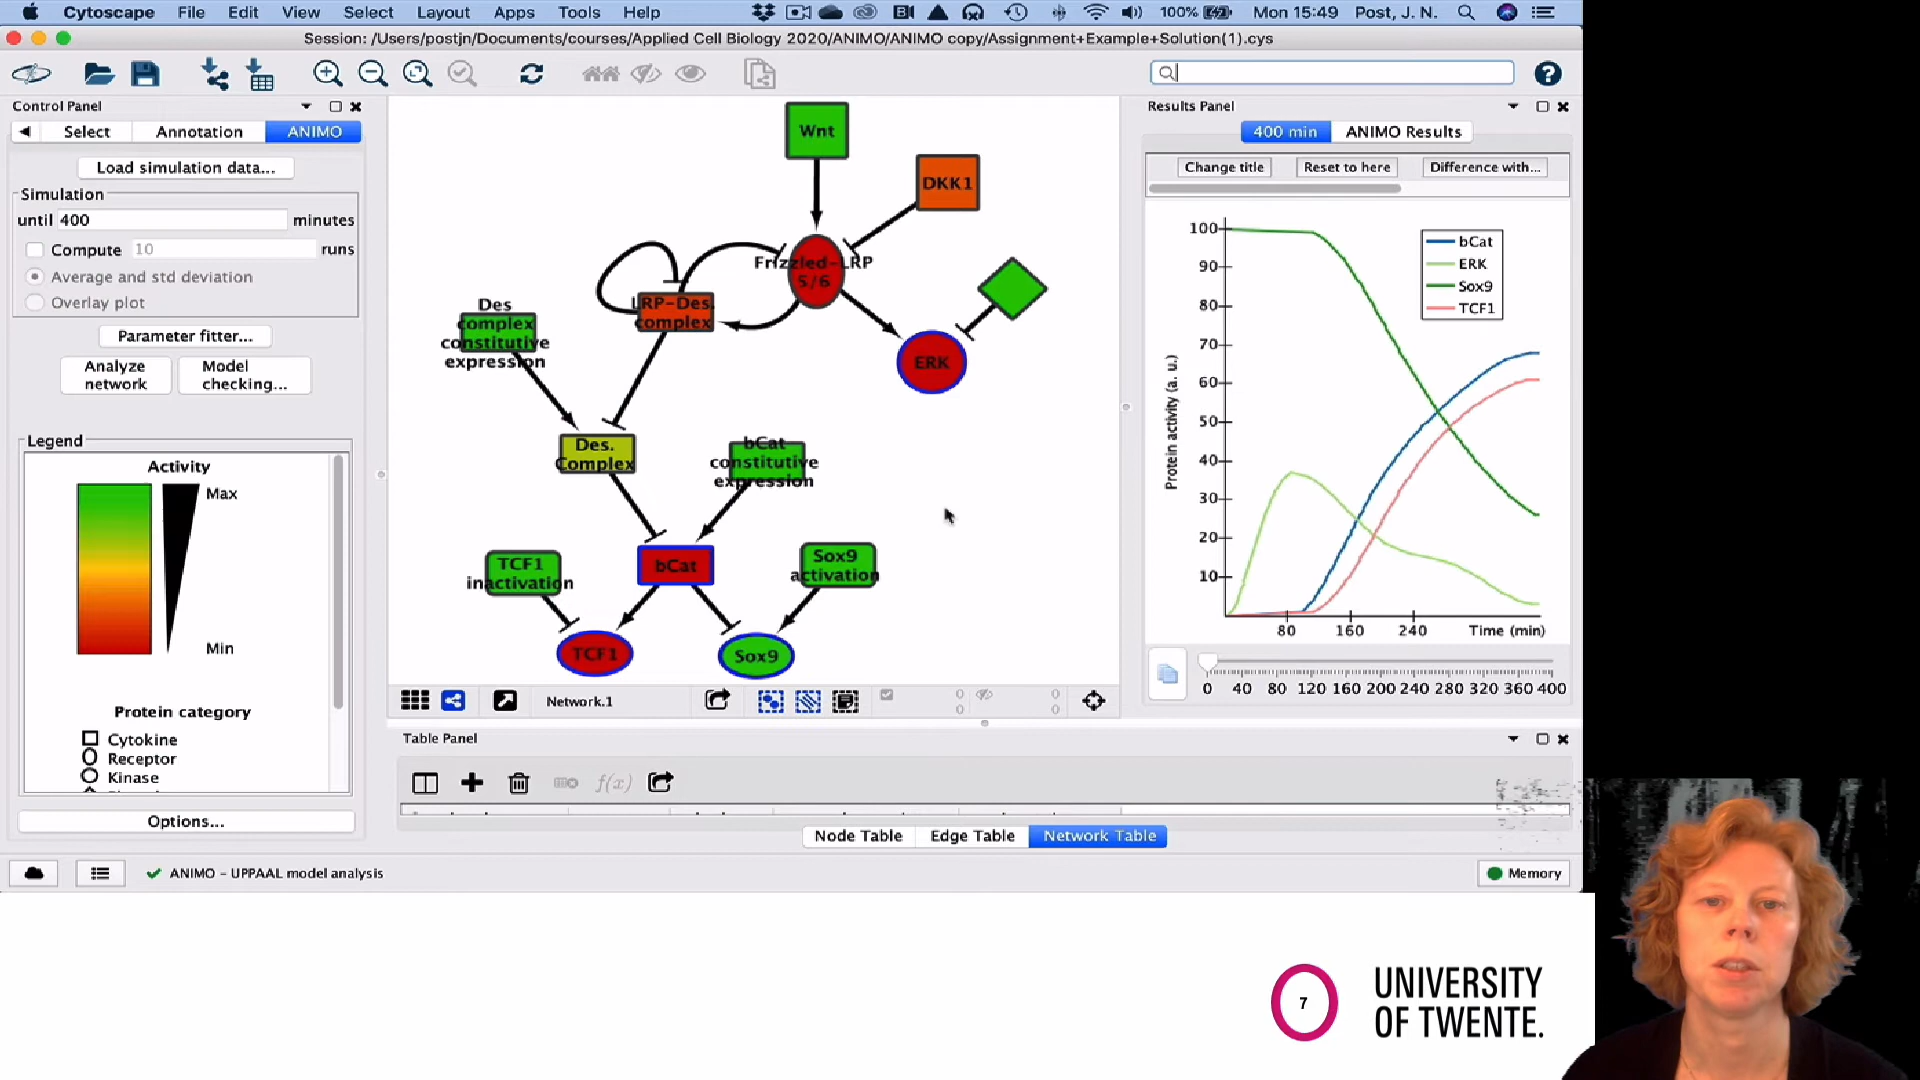 Cytoscape File Edit View Select Layout Apps Tools Help 100% Mon 15:49 Post, J. N.
Session: /Users/postjn/Documents/courses/Applied Cell Biology 2020/ANIMO/ANIMO copy/Assignment+Example+Solution(1).cys
Control Panel
Select Annotation ANIMO
Load simulation data...
Simulation
until 400 minutes
Compute 10 runs
Average and std deviation
Overlay plot
Parameter fitter...
Analyze network
Model checking...
Legend
Activity
Max
Min
Protein category
Cytokine
Receptor
Kinase
Options...
ANIMO - UPPAAL model analysis
Wnt
DKK1
Frizzled-LRP
5/6
LRP-Des.
complex
Des
complex
constitutive
expression
ERK
Des.
Complex
bCat
constitutive
expression
TCF1
inactivation
bCat
Sox9
activation
TCF1
Sox9
Network.1
0
0
0
0
Table Panel
f(x)
Node Table Edge Table Network Table
Results Panel
400 min ANIMO Results
Change title Reset to here Difference with...
Protein activity (a. u.)
100
90
80
70
60
50
40
30
20
10
bCat
ERK
Sox9
TCF1
80 160 240 Time (min)
0 40 80 120 160 200 240 280 320 360 400
Memory
7
UNIVERSITY
OF TWENTE.